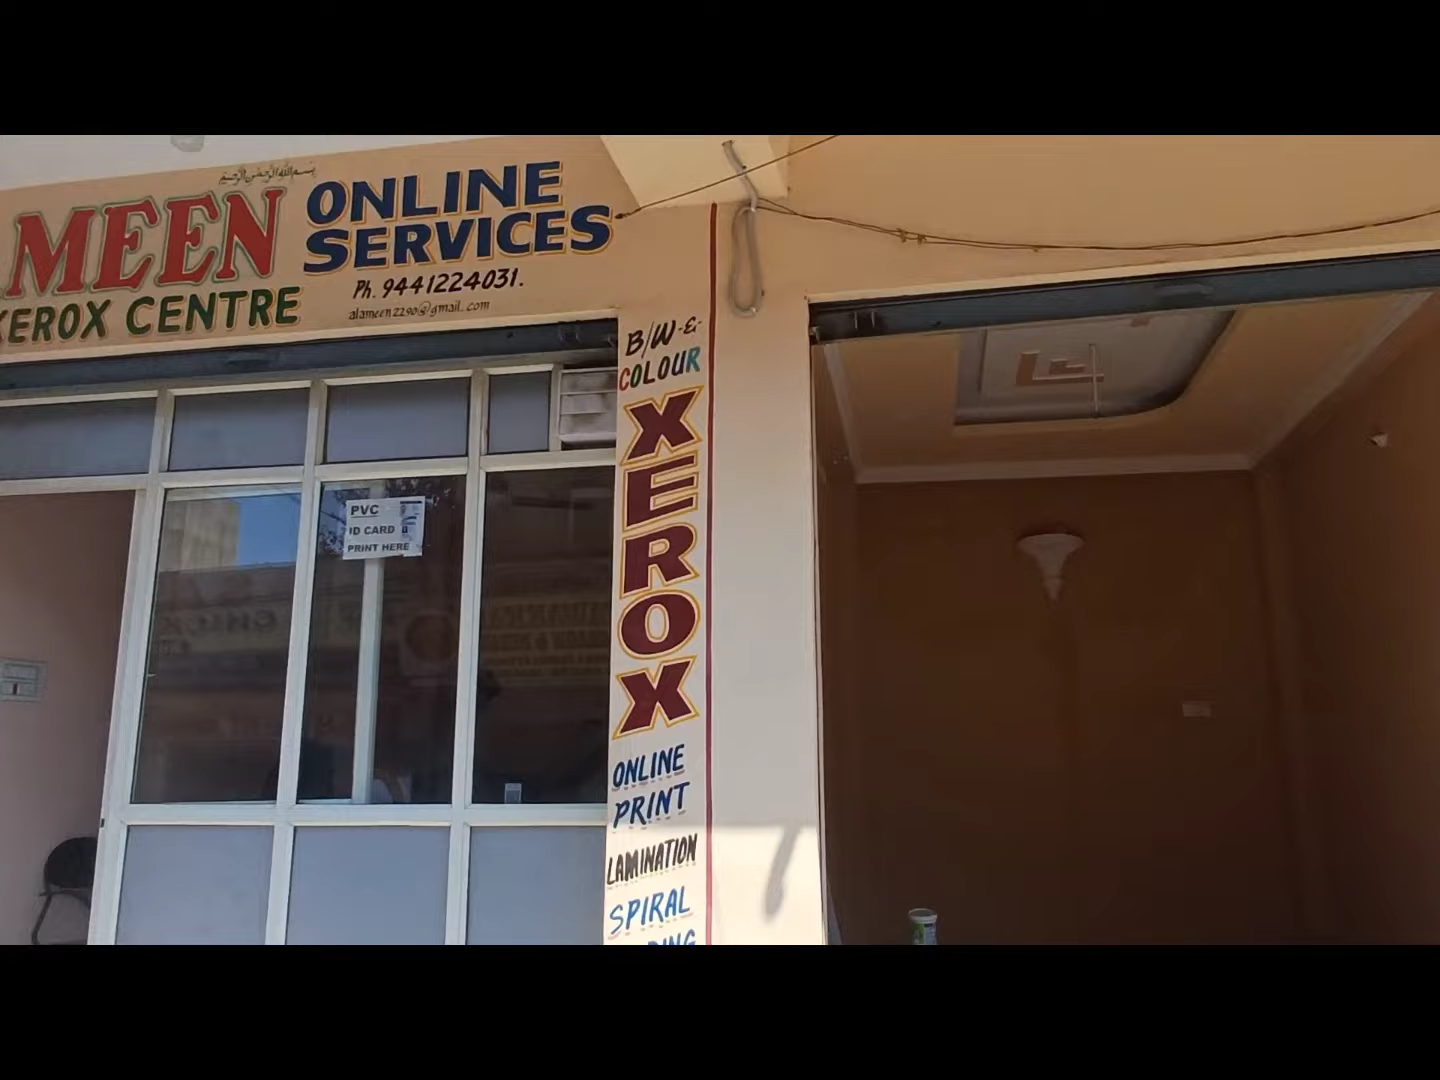 بسم الله الرحمن الرحيم
MEEN ONLINE
SERVICES
XEROX CENTRE
Ph. 9441224031.
alameen2290@gmail.com
B/W-&-
COLOUR
XEROX
ONLINE
PRINT
LAMINATION
SPIRAL
PVC
ID CARD
PRINT HERE